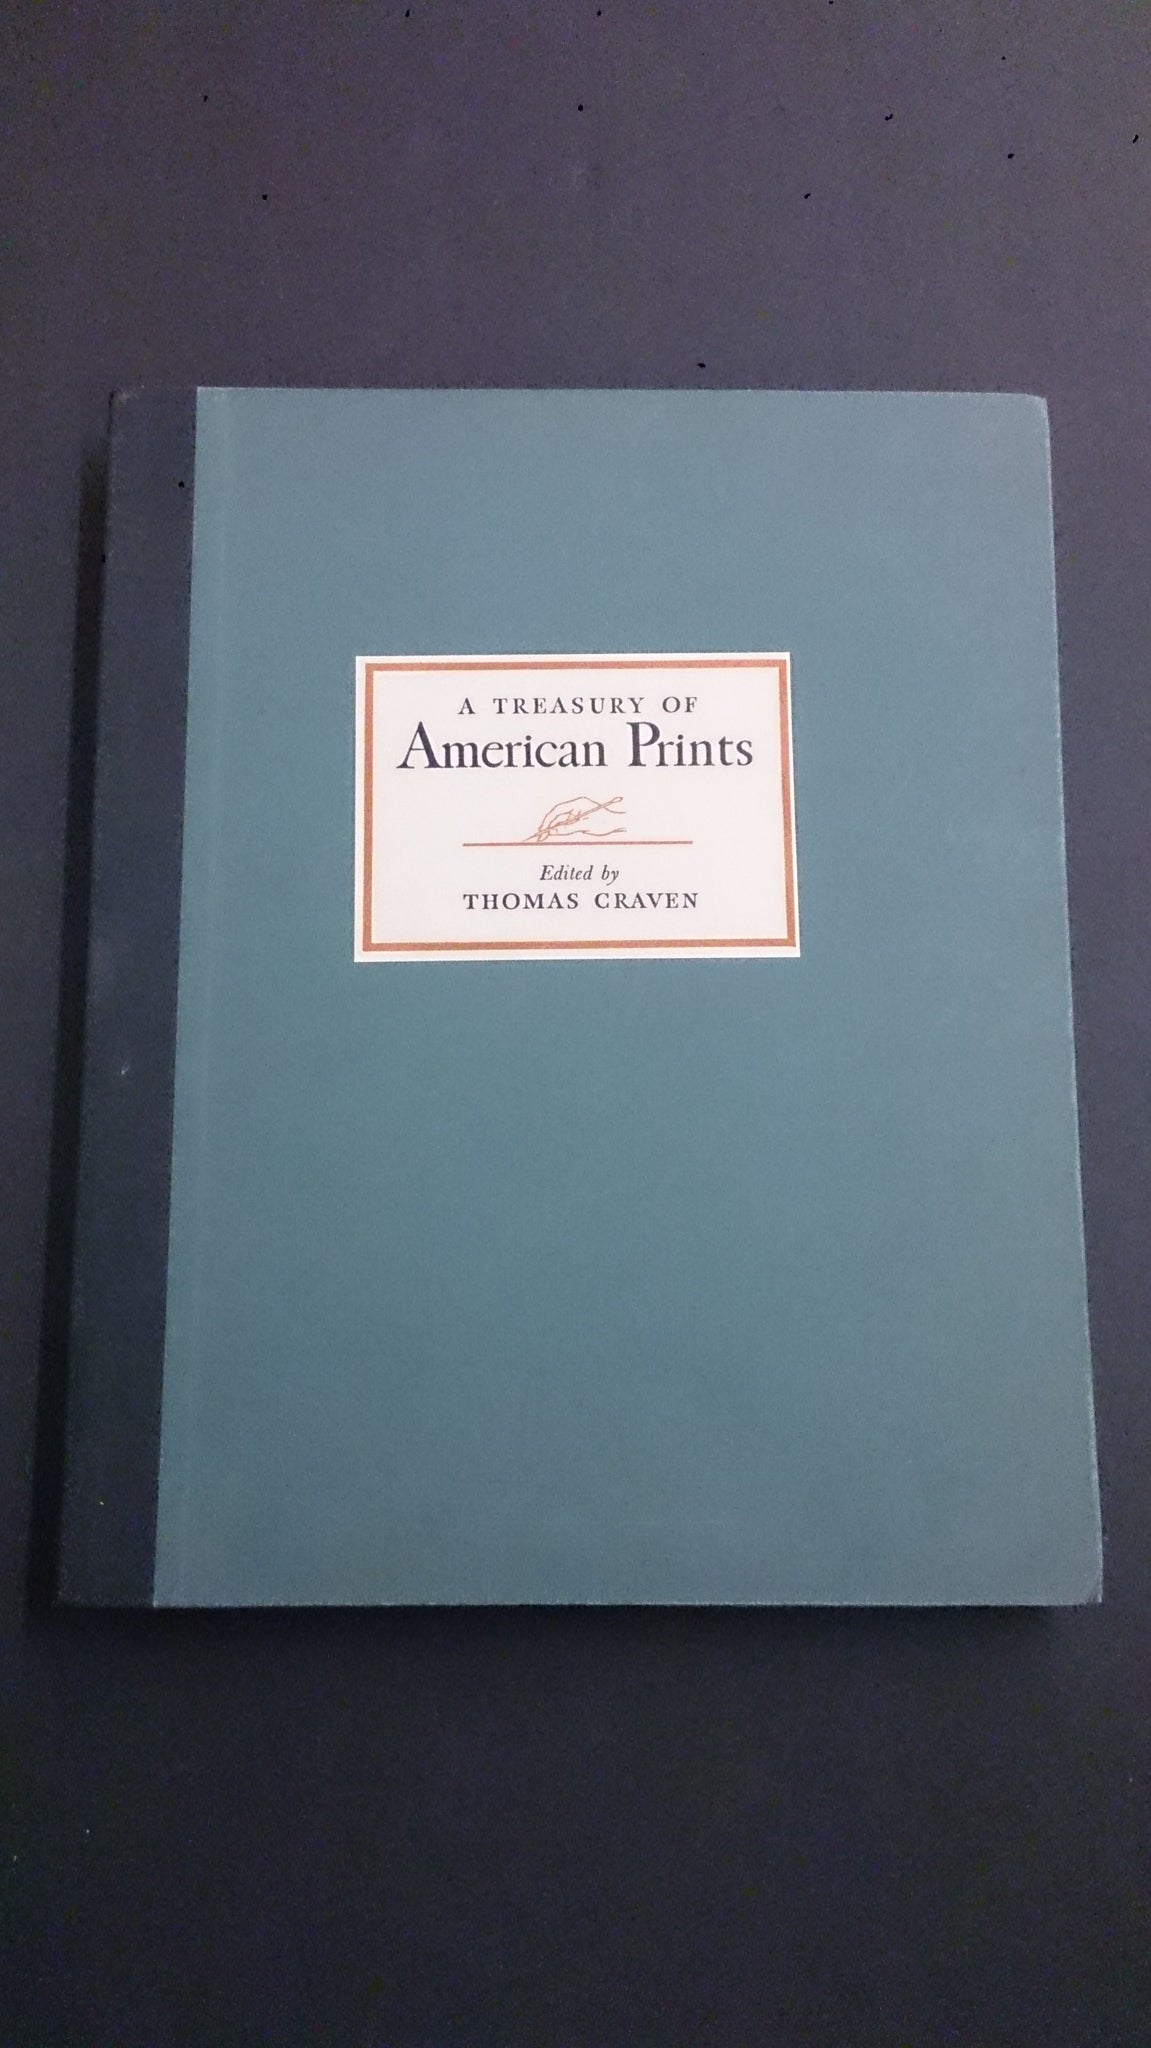 A TREASURY OF
American Prints
Edited by
THOMAS CRAVEN